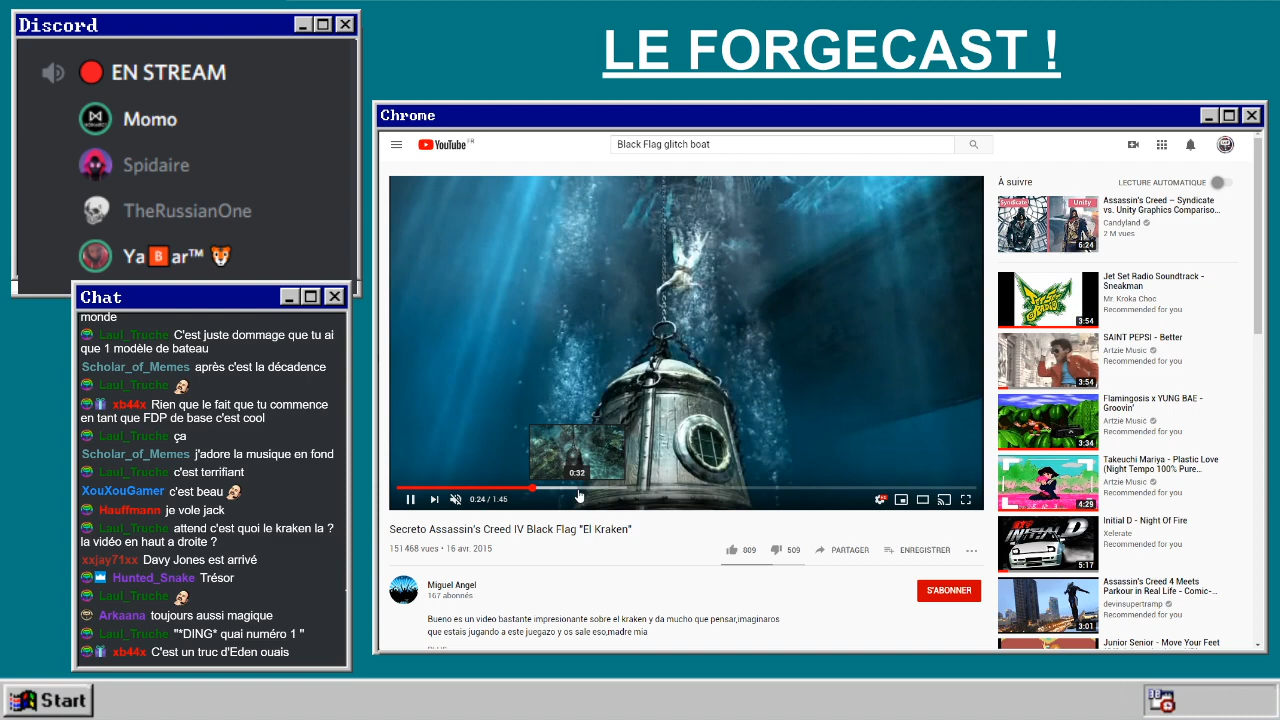 Discord
EN STREAM
Momo
Spidaire
TheRussianOne
Ya🅱ar™ 🐯
Chat
monde
Laul_Truche C'est juste dommage que tu ai
que 1 modèle de bateau
Scholar_of_Memes après c'est la décadence
Laul_Truche
xb44x Rien que le fait que tu commence
en tant que FDP de base c'est cool
Laul_Truche ça
Scholar_of_Memes j'adore la musique en fond
Laul_Truche c'est terrifiant
XouXouGamer c'est beau
Hauffmann je vole jack
Laul_Truche attend c'est quoi le kraken la ?
la vidéo en haut a droite ?
xxjay71xx Davy Jones est arrivé
Hunted_Snake Trésor
Laul_Truche
Arkaana toujours aussi magique
Laul_Truche "*DING* quai numéro 1 "
xb44x C'est un truc d'Eden ouais
LE FORGECAST !
Chrome
YouTube FR
Black Flag glitch boat
0:32
0:24 / 1:45
Secreto Assassin's Creed IV Black Flag "El Kraken"
151 468 vues • 16 avr. 2015
809
509
PARTAGER
ENREGISTRER
Miguel Angel
167 abonnés
S'ABONNER
Bueno es un video bastante impresionante sobre el kraken y da mucho que pensar,imaginaros
que estais jugando a este juegazo y os sale eso,madre mia
À suivre
LECTURE AUTOMATIQUE
Syndicate
Unity
6:24
Assassin's Creed – Syndicate
vs. Unity Graphics Compariso...
Candyland
2 M vues
3:54
Jet Set Radio Soundtrack -
Sneakman
Mr. Kroka Choc
Recommended for you
3:54
SAINT PEPSI - Better
Artzie Music
Recommended for you
3:34
Flamingosis x YUNG BAE -
Groovin'
Artzie Music
Recommended for you
4:29
Takeuchi Mariya - Plastic Love
(Night Tempo 100% Pure...
Artzie Music
Recommended for you
5:17
Initial D - Night Of Fire
Xelerate
Recommended for you
3:01
Assassin's Creed 4 Meets
Parkour in Real Life - Comic-...
devinsupertramp
Recommended for you
Junior Senior - Move Your Feet
Start